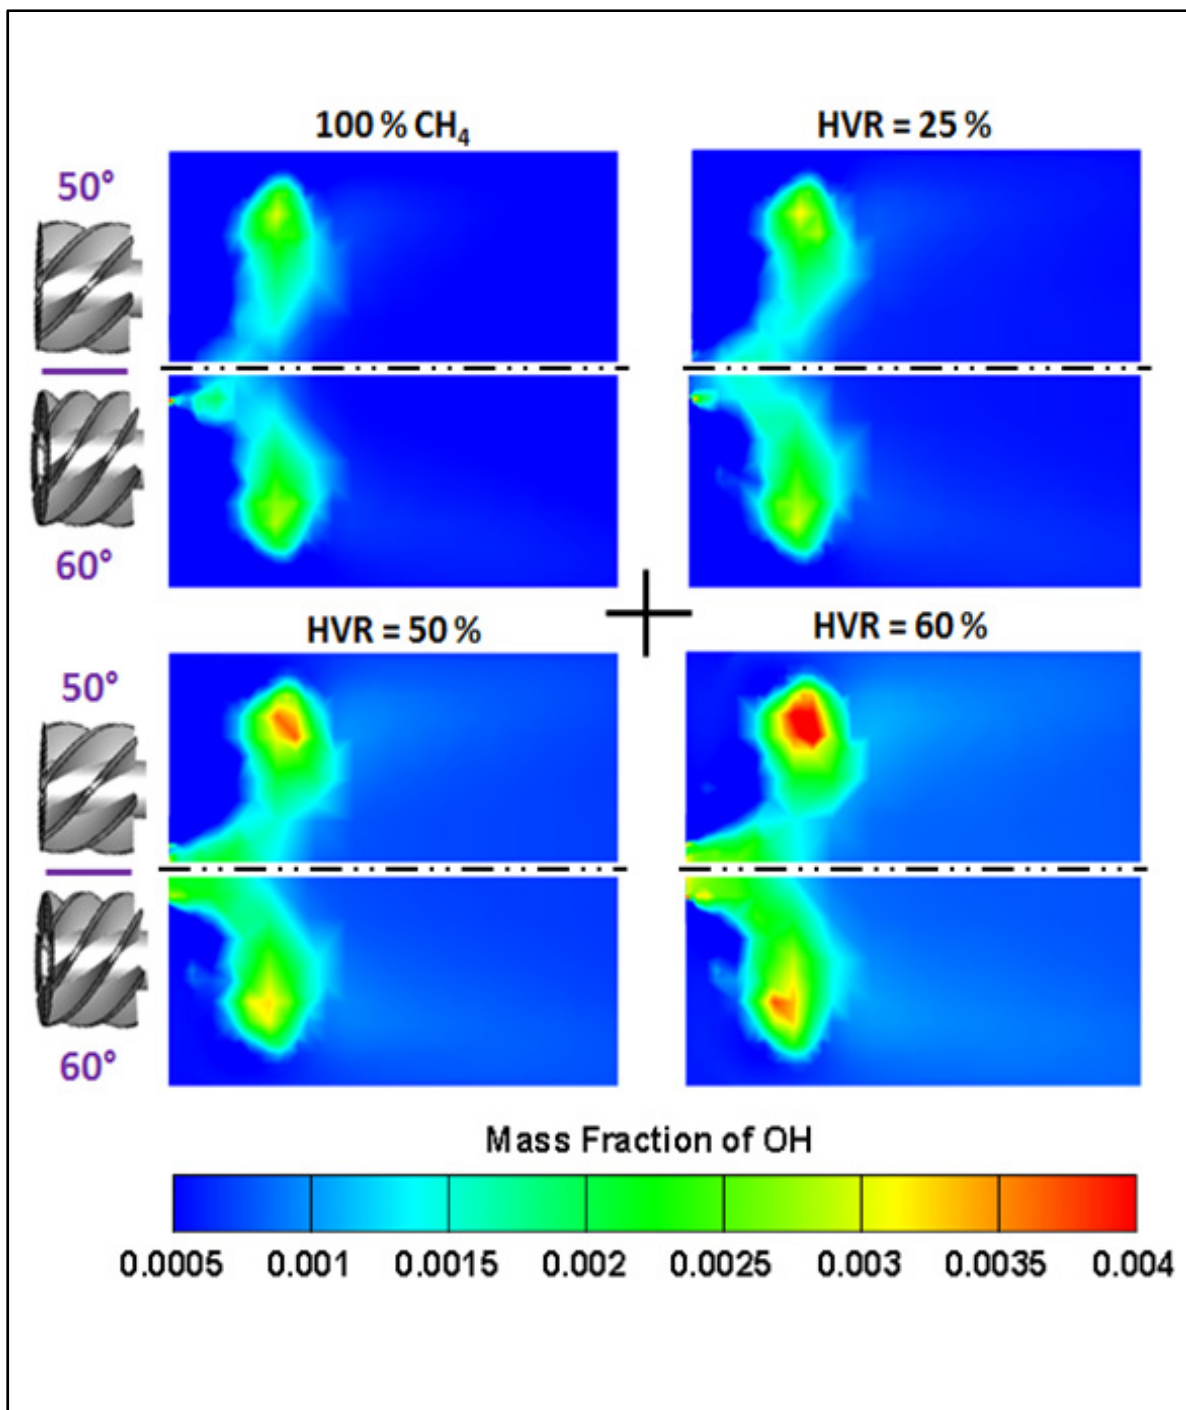 100 % CH₄
HVR = 25 %
50°
60°
HVR = 50 %
HVR = 60 %
50°
60°
Mass Fraction of OH
0.0005 0.001 0.0015 0.002 0.0025 0.003 0.0035 0.004